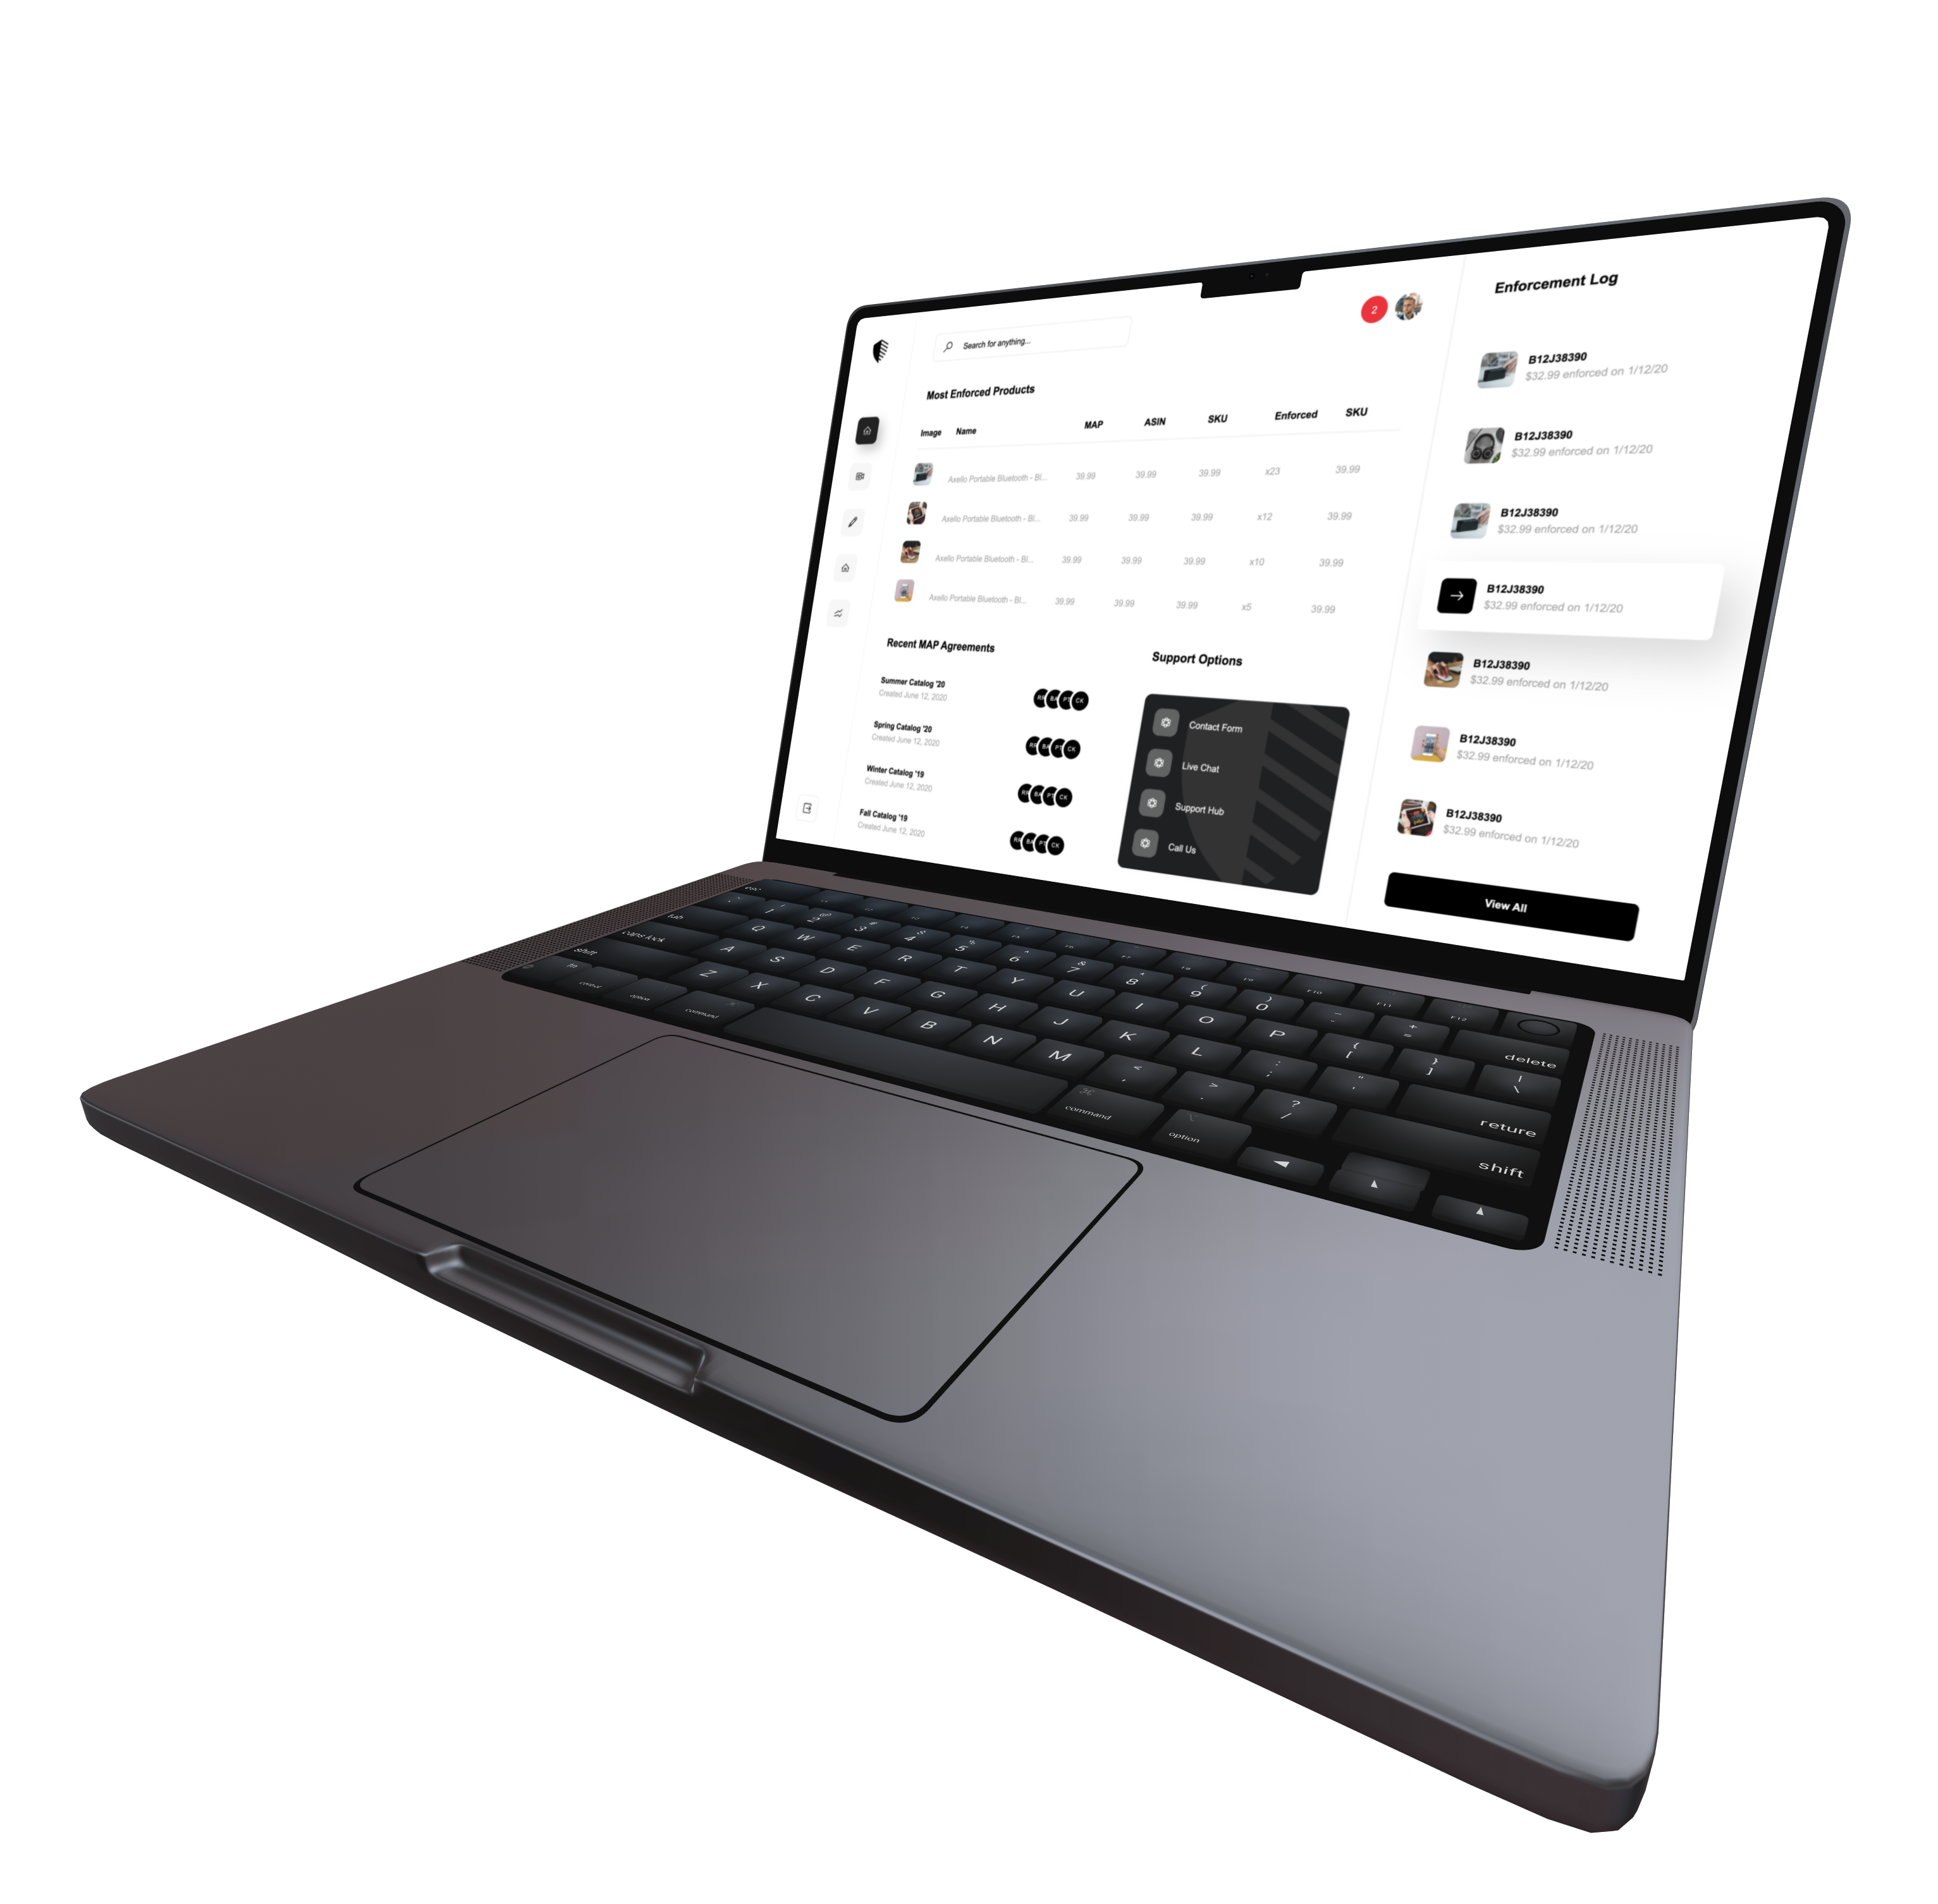 2
Enforcement Log
Search for anything...
Most Enforced Products
Image Name MAP ASIN SKU Enforced SKU
Axello Portable Bluetooth - Bl... 39.99 39.99 39.99 x23 39.99
Axello Portable Bluetooth - Bl... 39.99 39.99 39.99 x12 39.99
Axello Portable Bluetooth - Bl... 39.99 39.99 39.99 x10 39.99
Axello Portable Bluetooth - Bl... 39.99 39.99 39.99 x5 39.99
Recent MAP Agreements
Summer Catalog '20
Created June 12, 2020
CK
Spring Catalog '20
Created June 12, 2020
CK
Winter Catalog '19
Created June 12, 2020
CK
Fall Catalog '19
Created June 12, 2020
CK
Support Options
Contact Form
Live Chat
Support Hub
Call Us
B12J38390
$32.99 enforced on 1/12/20
B12J38390
$32.99 enforced on 1/12/20
B12J38390
$32.99 enforced on 1/12/20
B12J38390
$32.99 enforced on 1/12/20
B12J38390
$32.99 enforced on 1/12/20
B12J38390
$32.99 enforced on 1/12/20
B12J38390
$32.99 enforced on 1/12/20
View All
esc
1 2 3 4 5 6 7 8 9 0 - + = delete
tab Q W E R T Y U I O P { [ } ] | \
caps lock A S D F G H J K L : ; " ' reture
shift Z X C V B N M < , > . ? / shift
fn control option command command option